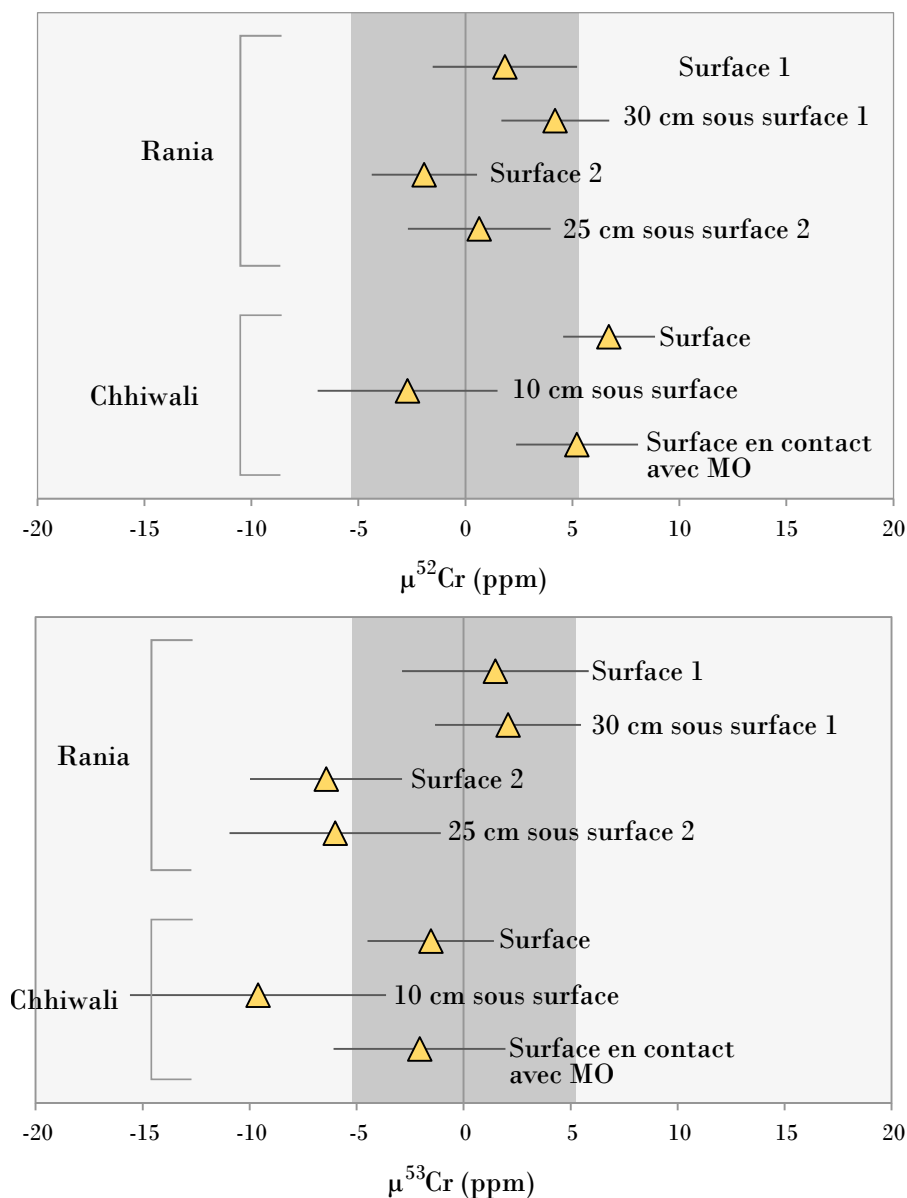 Surface 1
30 cm sous surface 1
Rania
Surface 2
25 cm sous surface 2
Surface
Chhiwali
10 cm sous surface
Surface en contact
avec MO
-20 -15 -10 -5 0 5 10 15 20
µ⁵²Cr (ppm)
Surface 1
30 cm sous surface 1
Rania
Surface 2
25 cm sous surface 2
Surface
Chhiwali
10 cm sous surface
Surface en contact
avec MO
-20 -15 -10 -5 0 5 10 15 20
µ⁵³Cr (ppm)